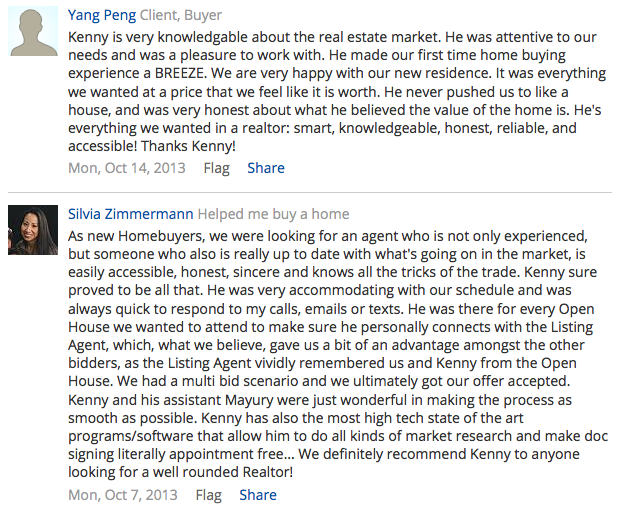 Yang Peng Client, Buyer
Kenny is very knowledgable about the real estate market. He was attentive to our
needs and was a pleasure to work with. He made our first time home buying
experience a BREEZE. We are very happy with our new residence. It was everything
we wanted at a price that we feel like it is worth. He never pushed us to like a
house, and was very honest about what he believed the value of the home is. He's
everything we wanted in a realtor: smart, knowledgeable, honest, reliable, and
accessible! Thanks Kenny!
Mon, Oct 14, 2013 Flag Share
Silvia Zimmermann Helped me buy a home
As new Homebuyers, we were looking for an agent who is not only experienced,
but someone who also is really up to date with what's going on in the market, is
easily accessible, honest, sincere and knows all the tricks of the trade. Kenny sure
proved to be all that. He was very accommodating with our schedule and was
always quick to respond to my calls, emails or texts. He was there for every Open
House we wanted to attend to make sure he personally connects with the Listing
Agent, which, what we believe, gave us a bit of an advantage amongst the other
bidders, as the Listing Agent vividly remembered us and Kenny from the Open
House. We had a multi bid scenario and we ultimately got our offer accepted.
Kenny and his assistant Mayury were just wonderful in making the process as
smooth as possible. Kenny has also the most high tech state of the art
programs/software that allow him to do all kinds of market research and make doc
signing literally appointment free... We definitely recommend Kenny to anyone
looking for a well rounded Realtor!
Mon, Oct 7, 2013 Flag Share